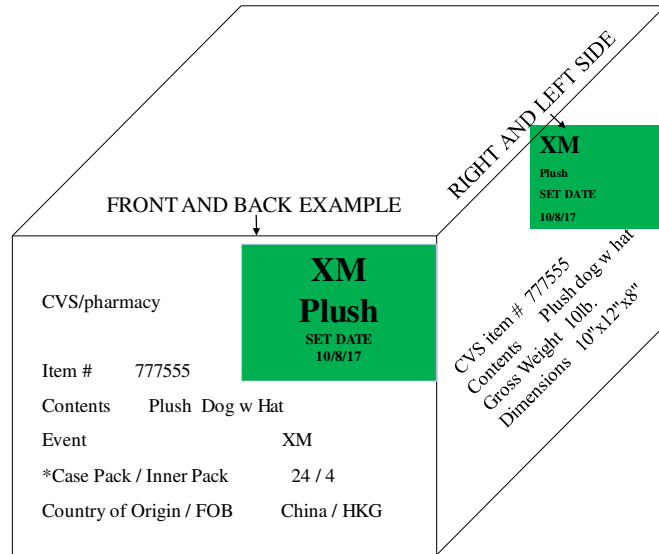 RIGHT AND LEFT SIDE
XM
Plush
SET DATE
10/8/17
FRONT AND BACK EXAMPLE
XM
Plush
SET DATE
10/8/17
CVS/pharmacy
Item # 777555
Contents Plush Dog w Hat
Event XM
*Case Pack / Inner Pack 24 / 4
Country of Origin / FOB China / HKG
CVS item # 777555
Contents Plush dog w hat
Gross Weight 10lb.
Dimensions 10"x12"x8"